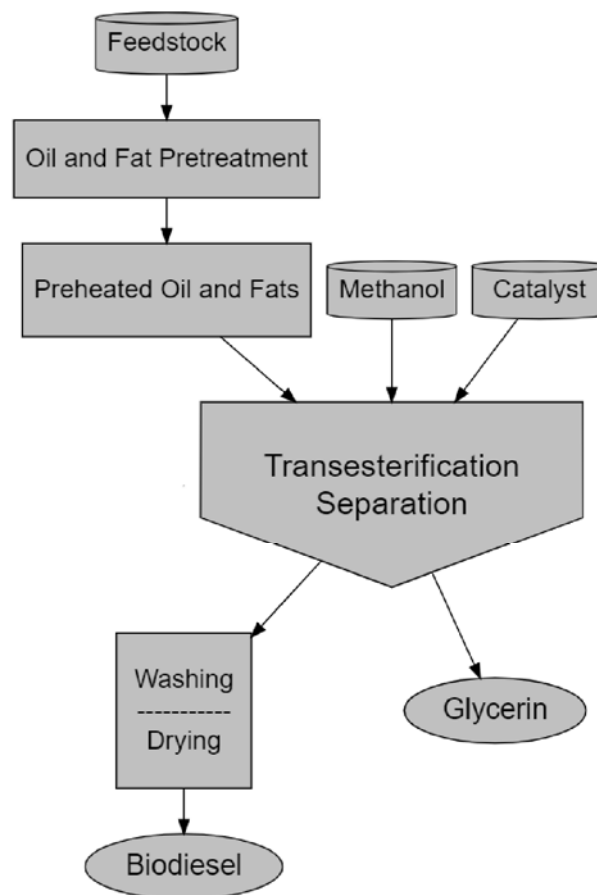 Feedstock
Oil and Fat Pretreatment
Preheated Oil and Fats
Methanol
Catalyst
Transesterification
Separation
Washing
-----------
Drying
Glycerin
Biodiesel